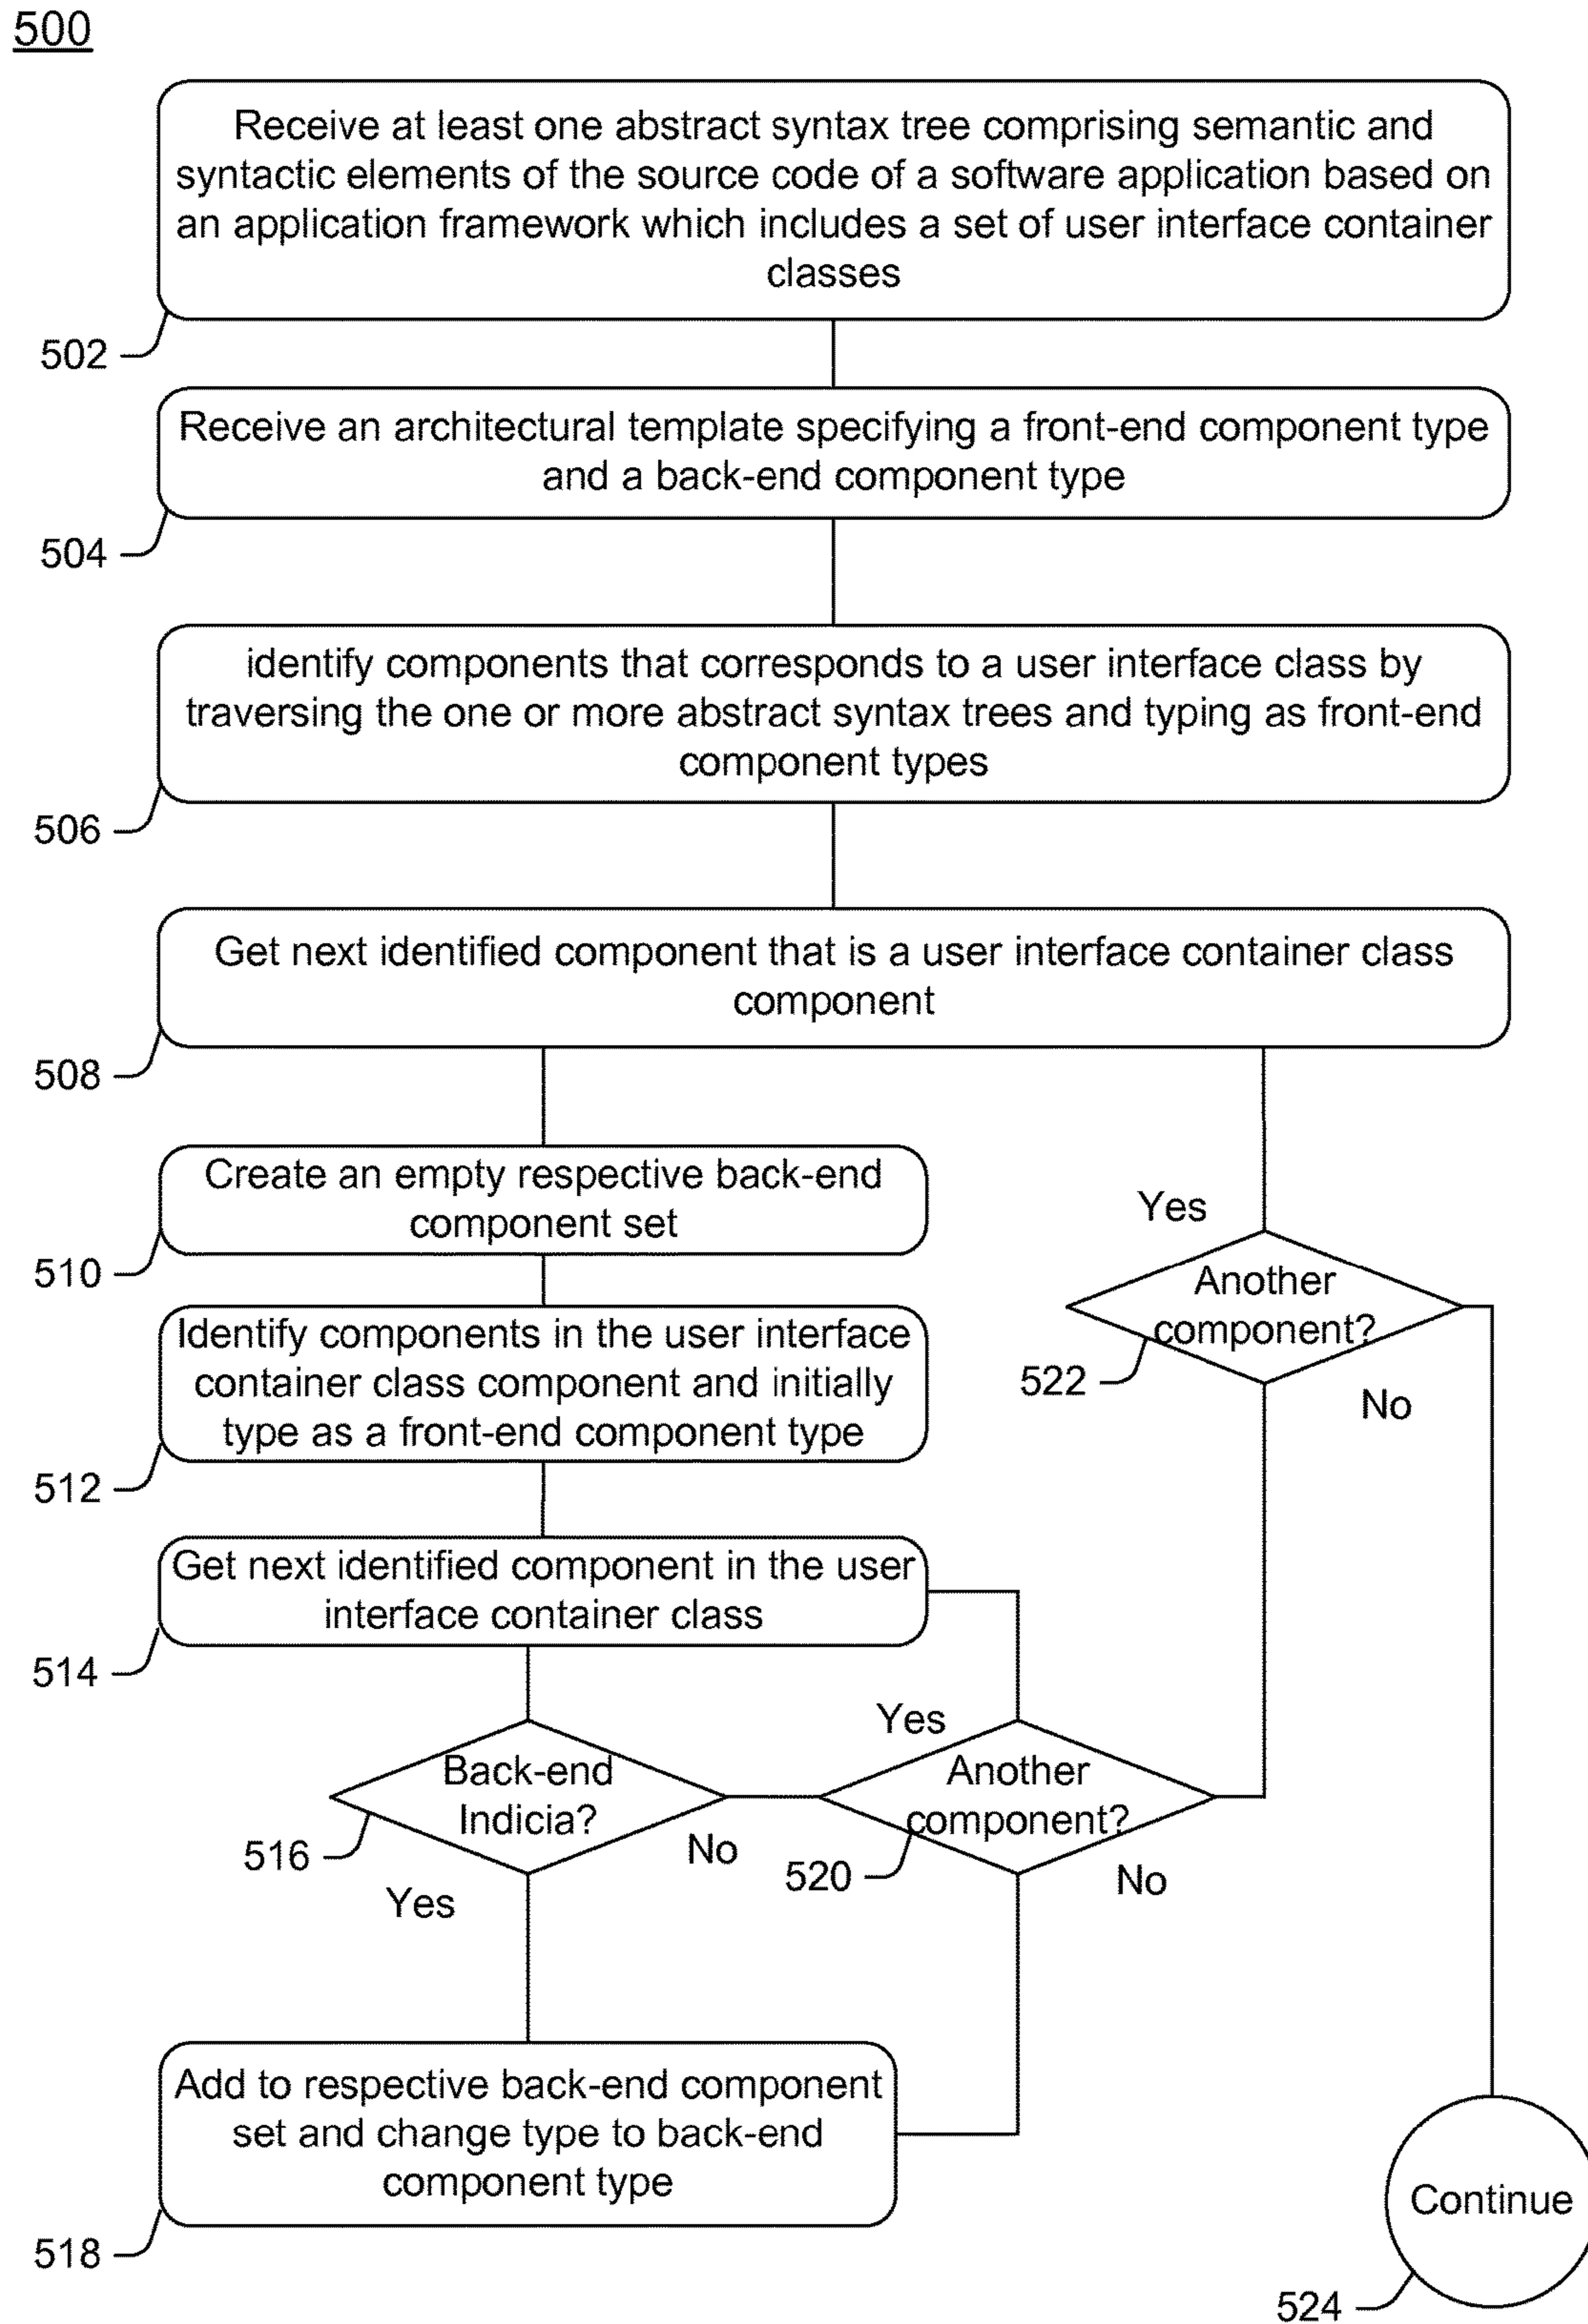 500
Receive at least one abstract syntax tree comprising semantic and
syntactic elements of the source code of a software application based on
an application framework which includes a set of user interface container
classes
502
Receive an architectural template specifying a front-end component type
and a back-end component type
504
identify components that corresponds to a user interface class by
traversing the one or more abstract syntax trees and typing as front-end
component types
506
Get next identified component that is a user interface container class
component
508
Create an empty respective back-end
component set
510
Yes
Another
component?
522
No
Identify components in the user interface
container class component and initially
type as a front-end component type
512
Get next identified component in the user
interface container class
514
Back-end
Indicia?
516
No
Yes
Yes
Another
component?
520
No
Add to respective back-end component
set and change type to back-end
component type
518
Continue
524